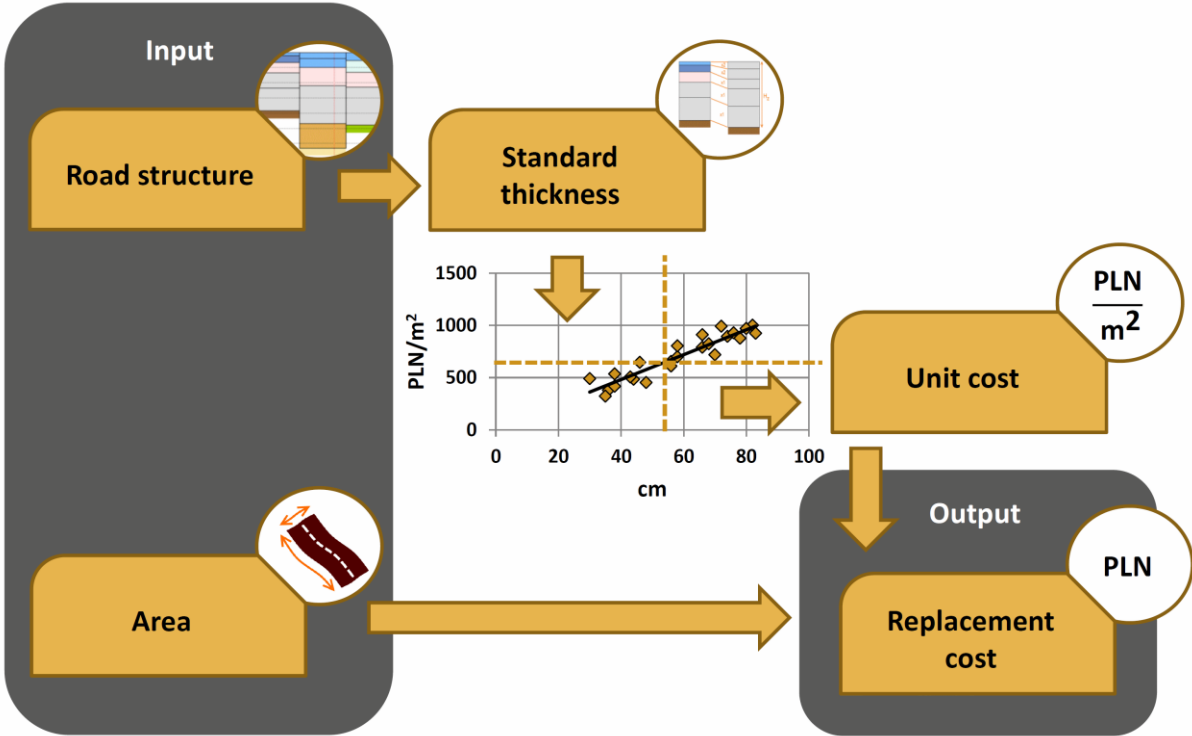 Input
Road structure
Standard
thickness
PLN/m²
1500
1000
500
0
0
20
40
60
80
100
cm
PLN
m²
Unit cost
Output
Area
PLN
Replacement
cost